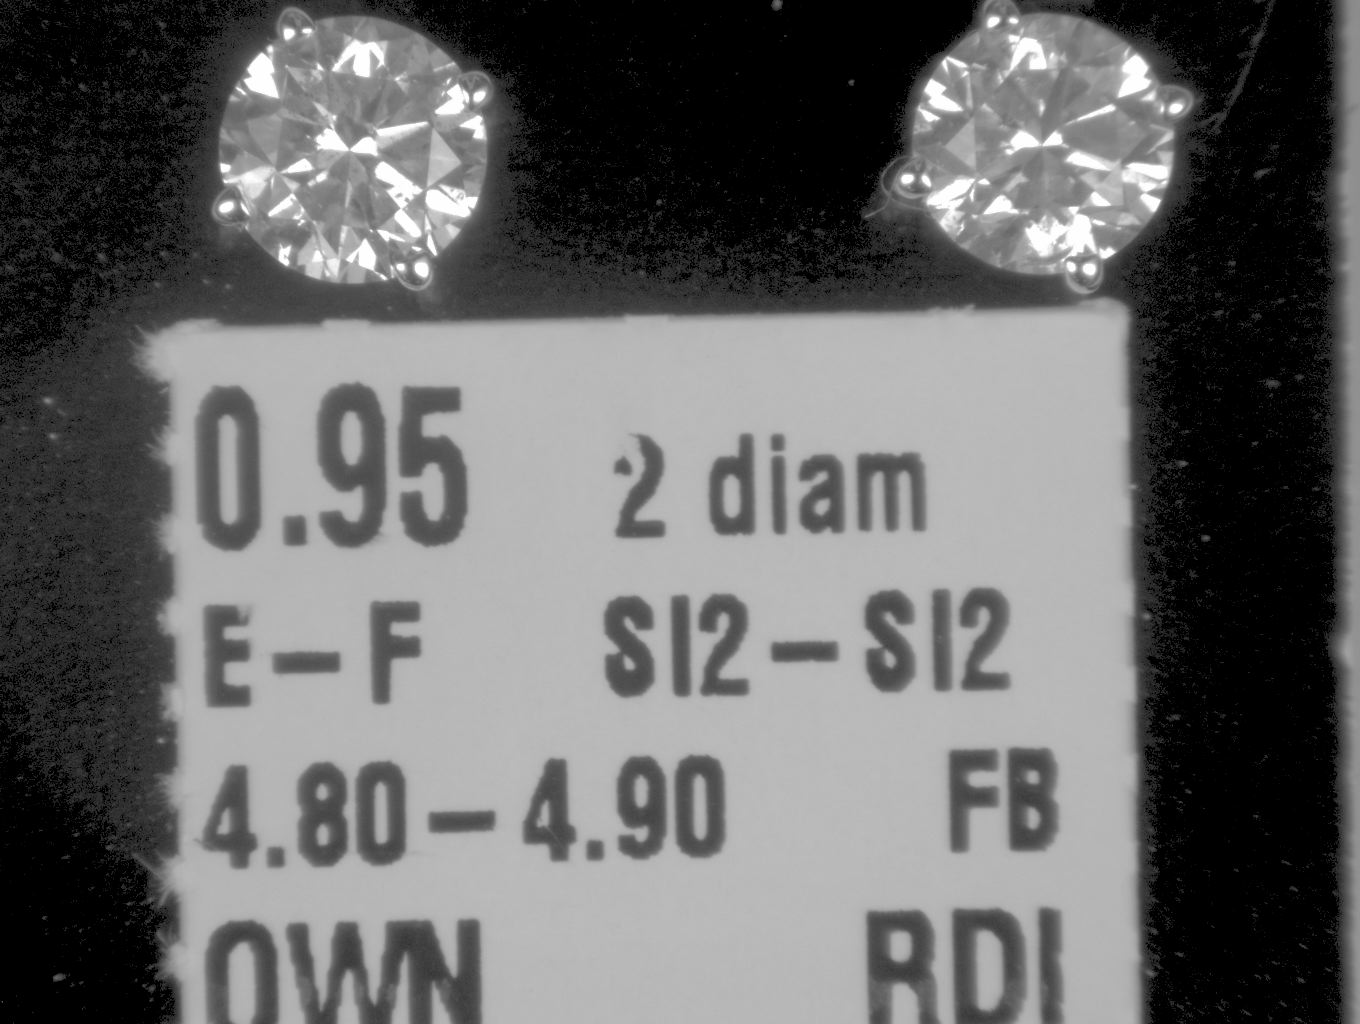 0.95 2 diam
E-F SI2-SI2
4.80-4.90 FB
OWN RDI